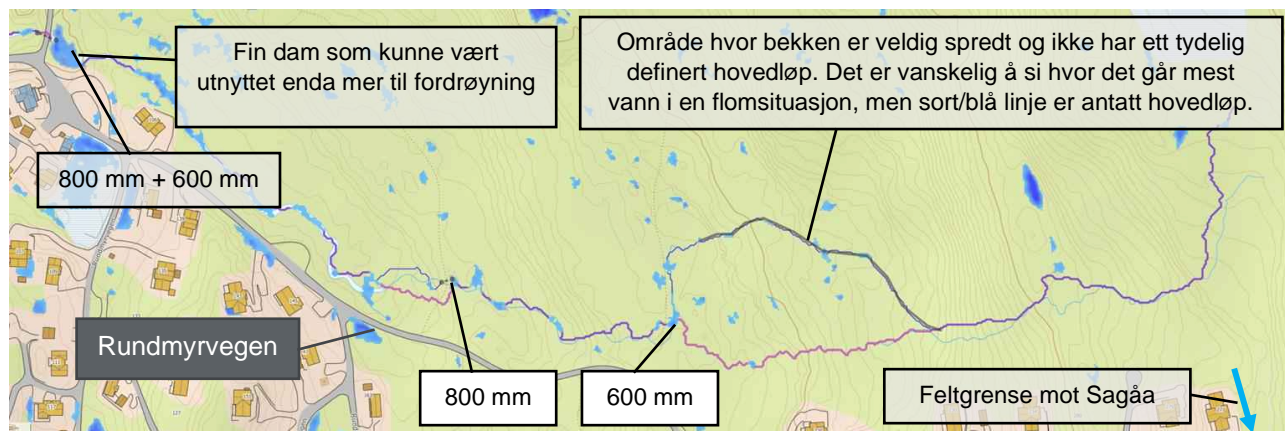 Fin dam som kunne vært
utnyttet enda mer til fordrøyning
Område hvor bekken er veldig spredt og ikke har ett tydelig
definert hovedløp. Det er vanskelig å si hvor det går mest
vann i en flomsituasjon, men sort/blå linje er antatt hovedløp.
800 mm + 600 mm
Rundmyrvegen
800 mm
600 mm
Feltgrense mot Sagåa